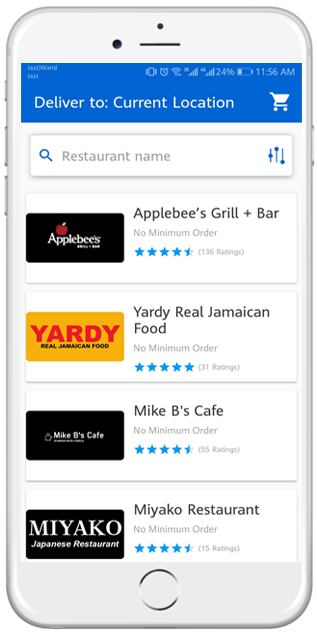 Jazz|Warid
Jazz
24% 11:56 AM
Deliver to: Current Location
Restaurant name
Applebee's
GRILL + BAR
Applebee's Grill + Bar
No Minimum Order
(136 Ratings)
YARDY
REAL JAMAICAN FOOD
Yardy Real Jamaican
Food
No Minimum Order
(31 Ratings)
Mike B's Cafe
Mike B's Cafe
No Minimum Order
(55 Ratings)
MIYAKO
Japanese Restaurant
Miyako Restaurant
No Minimum Order
(15 Ratings)